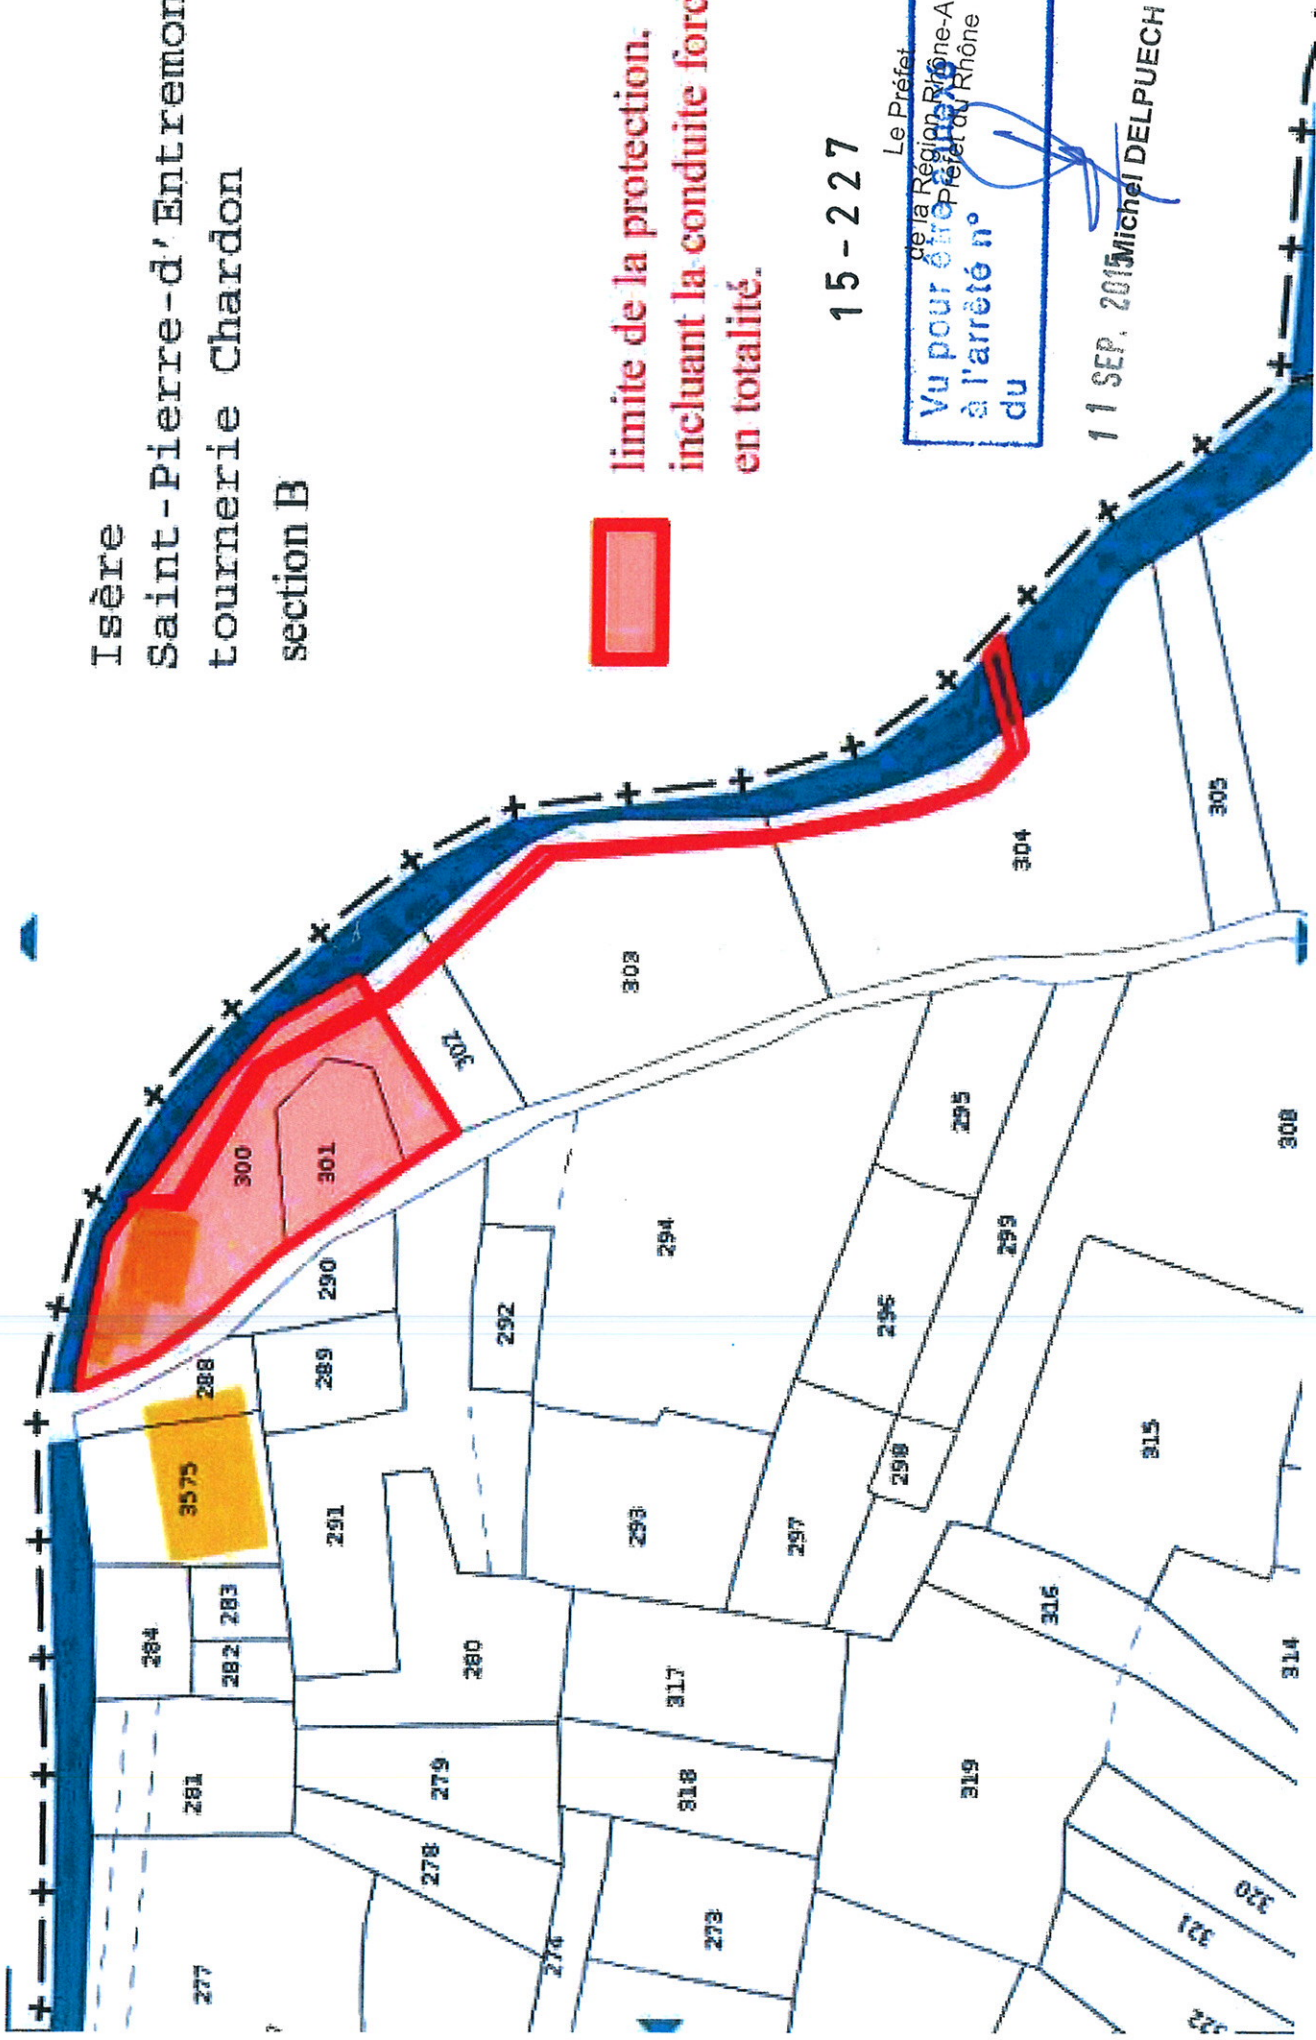 Isère
Saint-Pierre-d'Entremon
tournerie Chardon
section B
limite de la protection,
incluant la conduite forc
en totalité.
15-227
Le Préfet
de la Région Rhône-A
Préfet du Rhône
Vu pour être annexé
à l'arrêté n°
du
11 SEP. 2015
Michel DELPUECH
277
281
284
282
283
3575
288
300
301
302
303
304
305
290
289
291
292
280
279
278
274
273
318
317
293
294
295
296
297
298
299
308
315
316
314
319
320
321
322